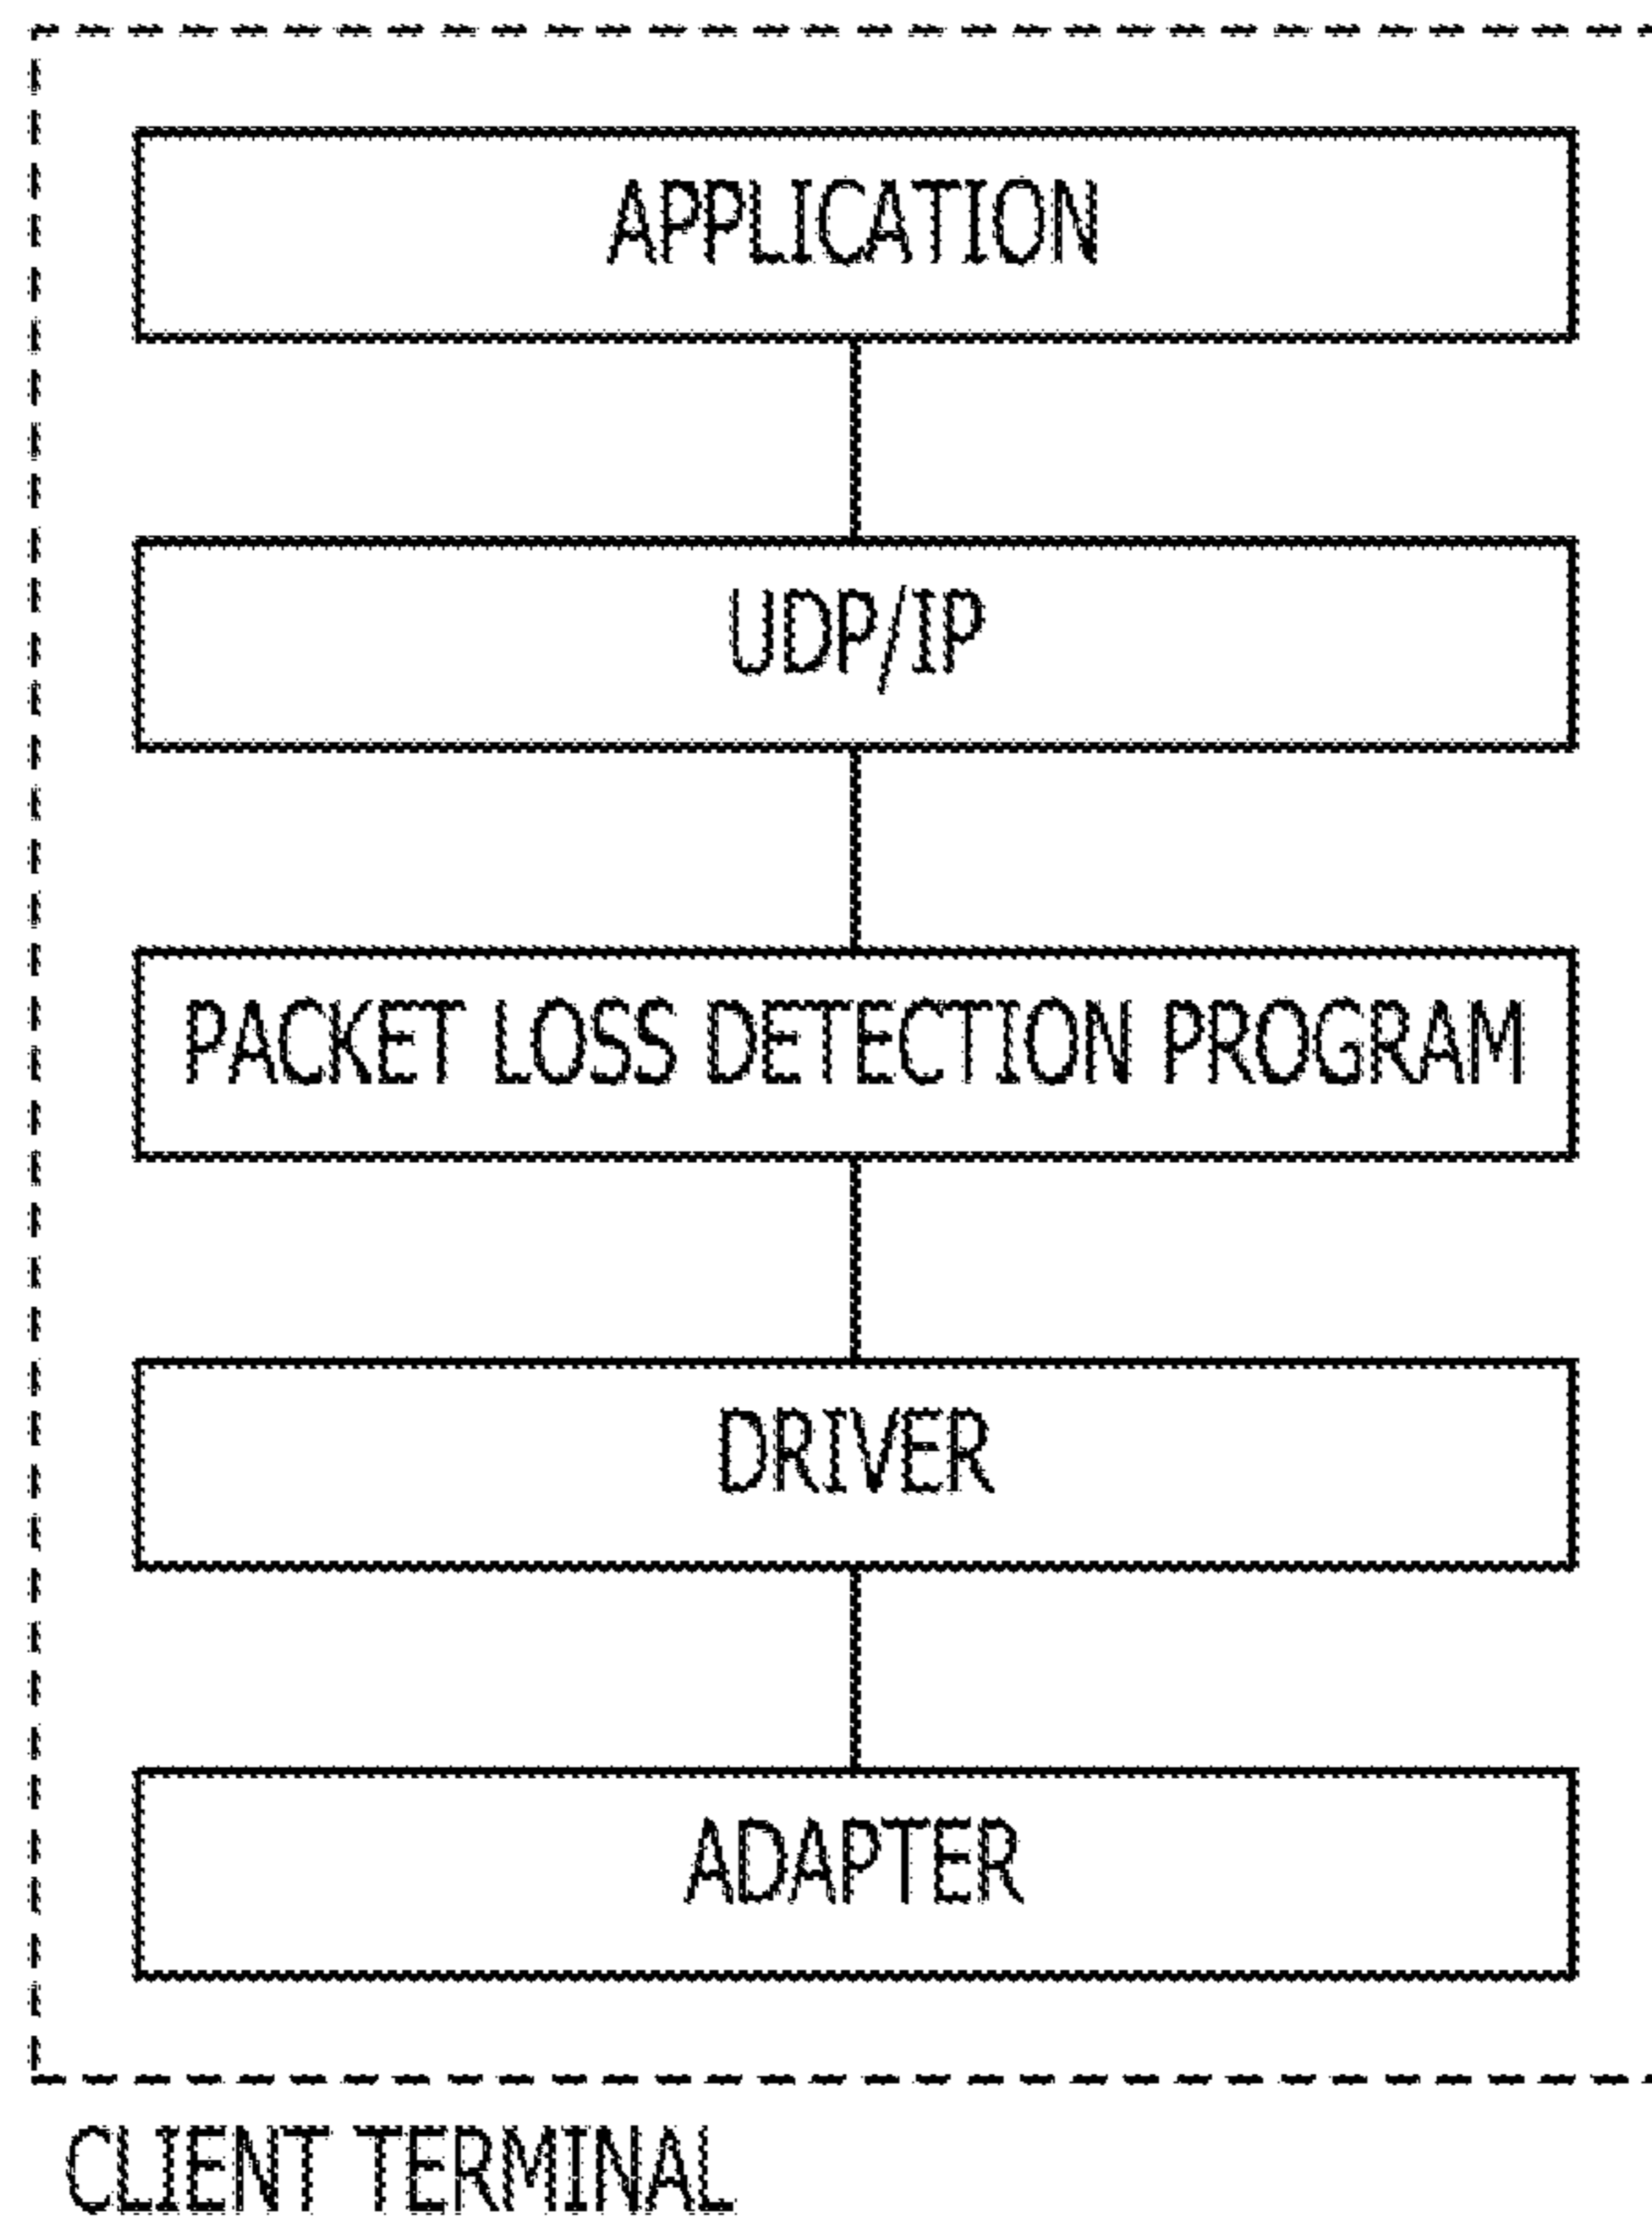 APPLICATION
UDP/IP
PACKET LOSS DETECTION PROGRAM
DRIVER
ADAPTER
CLIENT TERMINAL